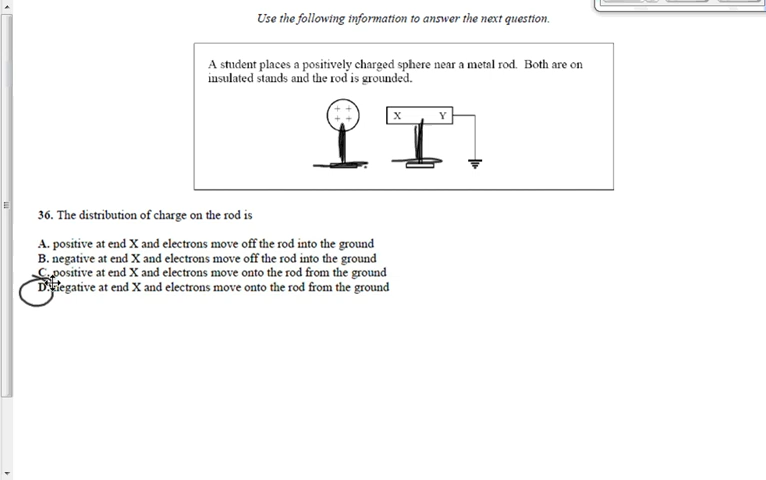 Use the following information to answer the next question.
A student places a positively charged sphere near a metal rod. Both are on
insulated stands and the rod is grounded.
+ +
+ +
X Y
36. The distribution of charge on the rod is
A. positive at end X and electrons move off the rod into the ground
B. negative at end X and electrons move off the rod into the ground
C. positive at end X and electrons move onto the rod from the ground
D. negative at end X and electrons move onto the rod from the ground